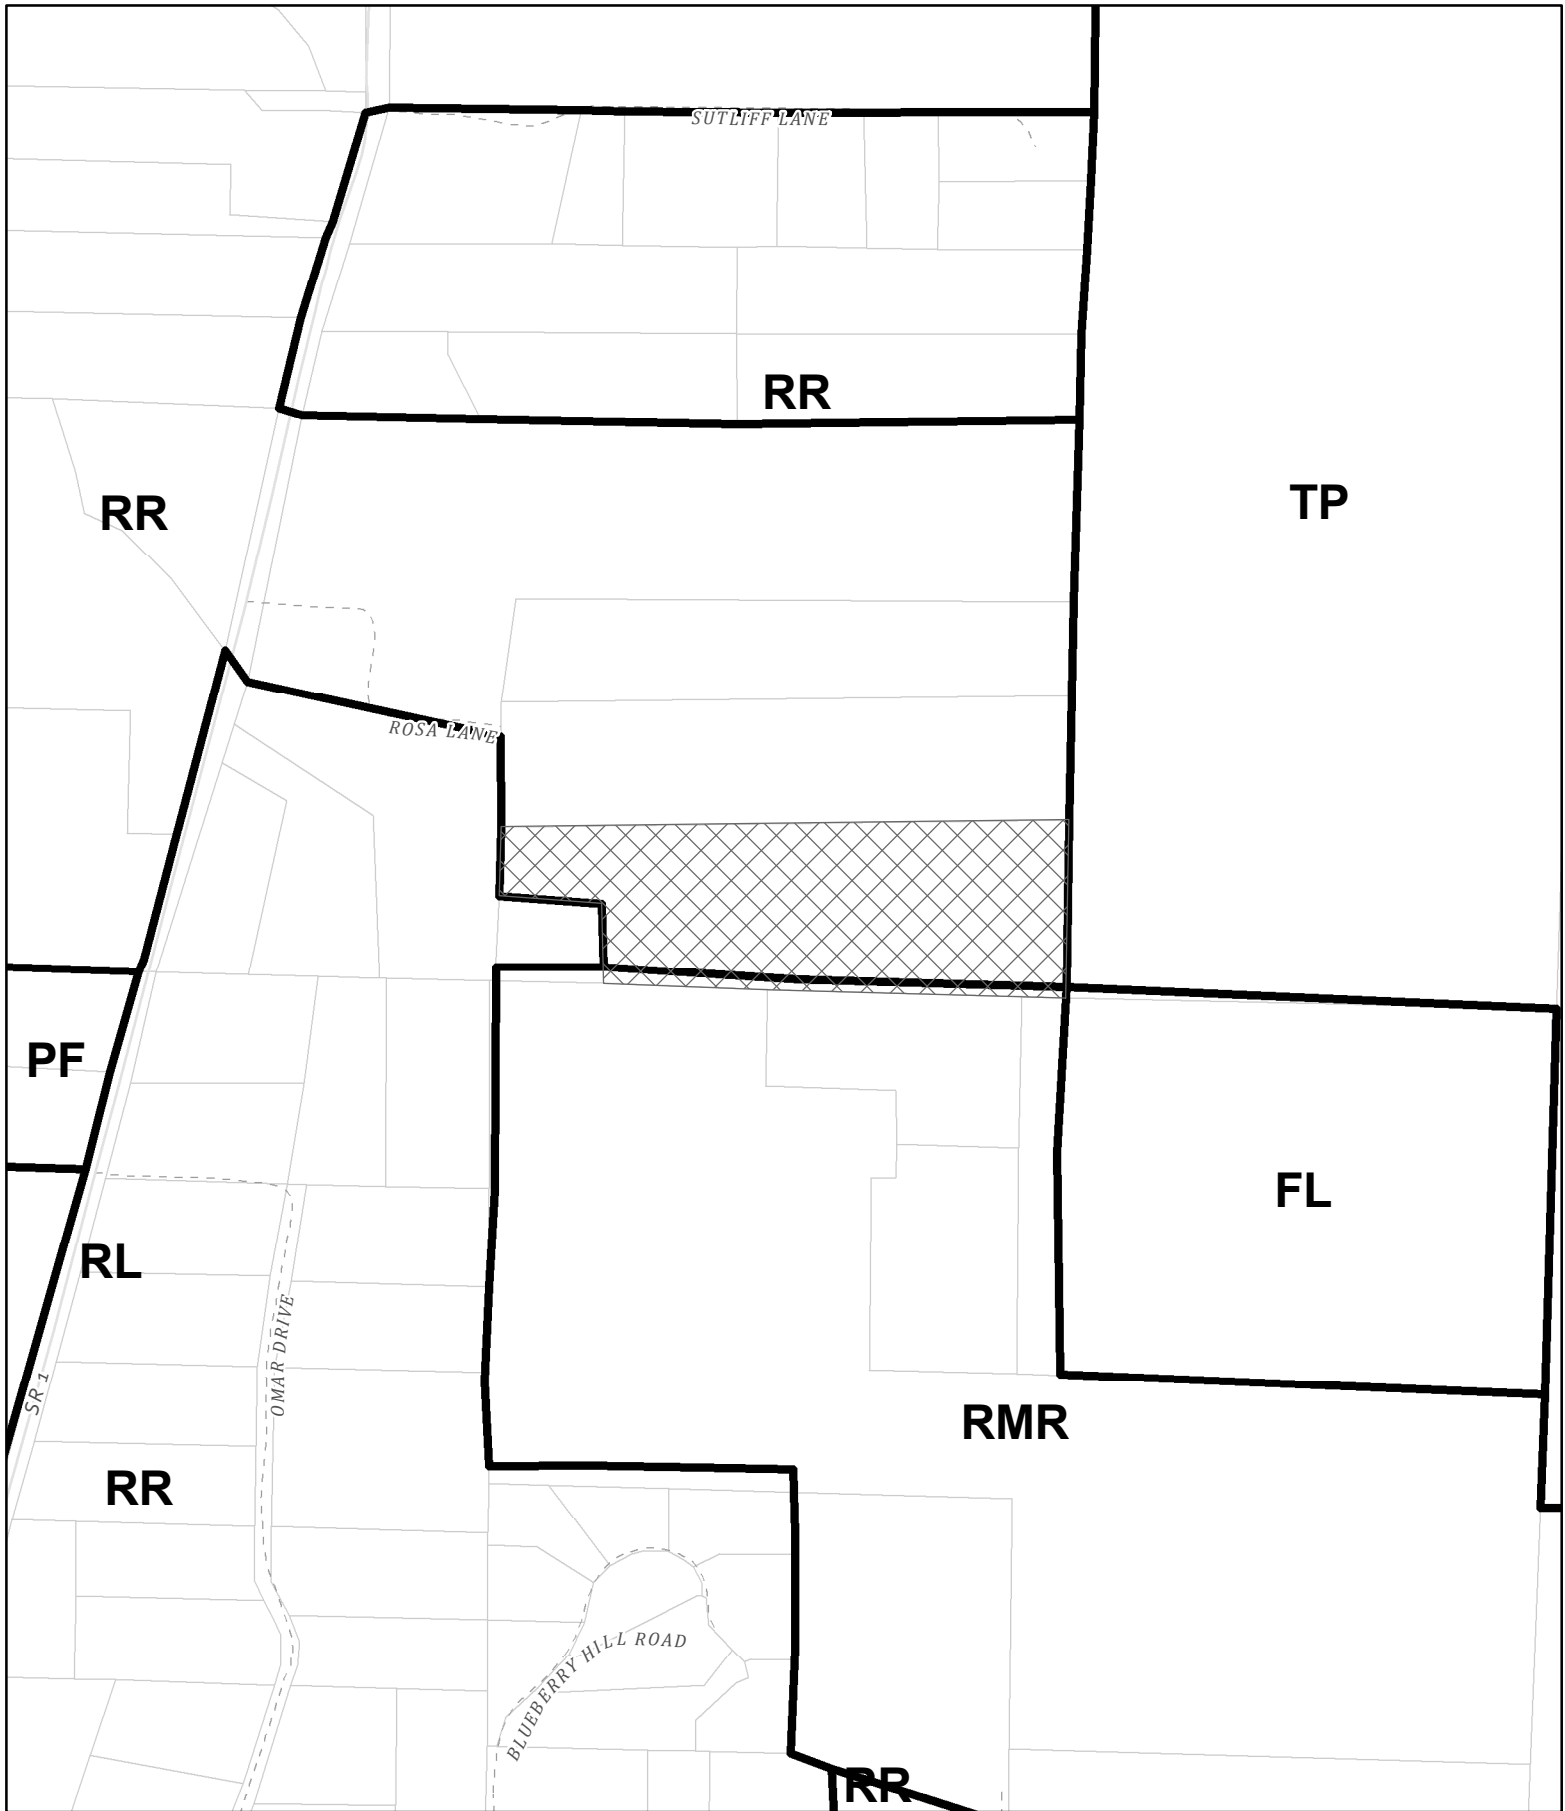 SUTLIFF LANE
RR
TP
RR
ROSA LANE
PF
FL
RL
OMAR DRIVE
SR 1
RMR
RR
BLUEBERRY HILL ROAD
RR